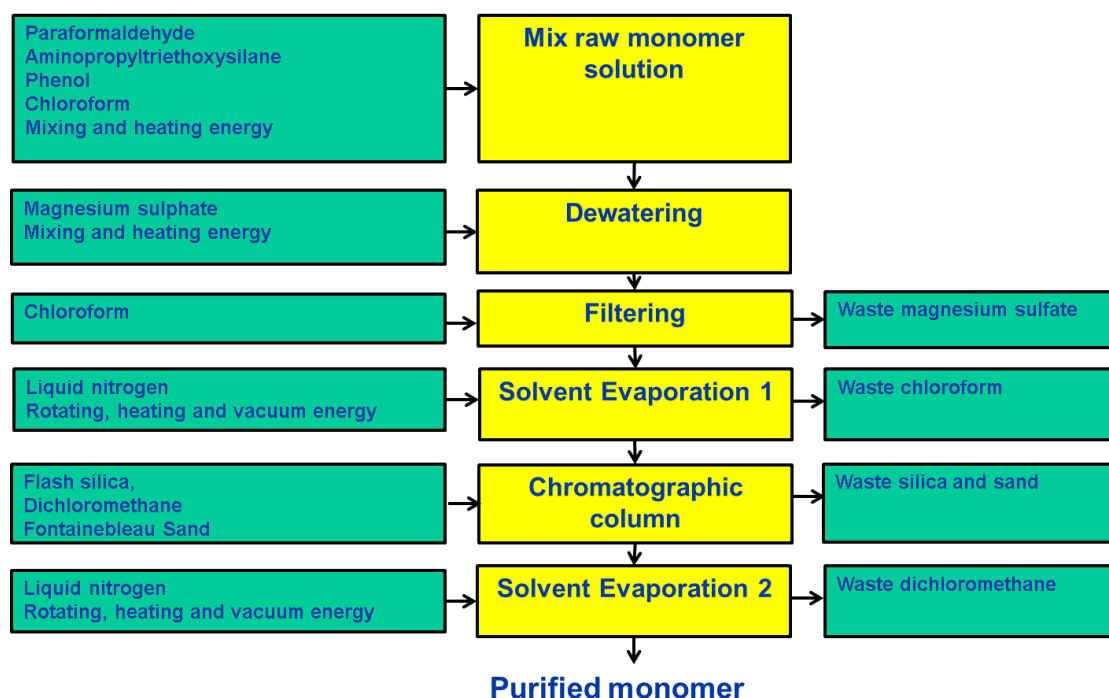 Paraformaldehyde
Aminopropyltriethoxysilane
Phenol
Chloroform
Mixing and heating energy
Mix raw monomer
solution
Magnesium sulphate
Mixing and heating energy
Dewatering
Chloroform
Filtering
Waste magnesium sulfate
Liquid nitrogen
Rotating, heating and vacuum energy
Solvent Evaporation 1
Waste chloroform
Flash silica,
Dichloromethane
Fontainebleau Sand
Chromatographic
column
Waste silica and sand
Liquid nitrogen
Rotating, heating and vacuum energy
Solvent Evaporation 2
Waste dichloromethane
Purified monomer